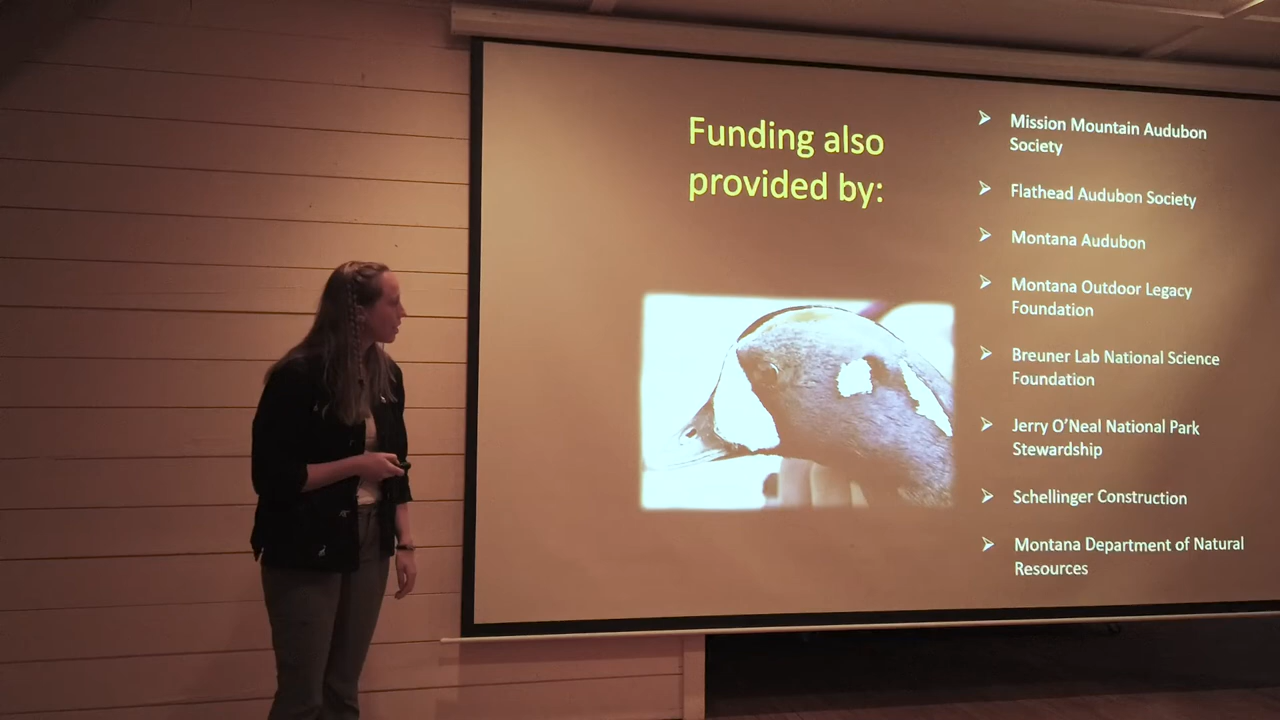 Funding also
provided by:
Mission Mountain Audubon
Society
Flathead Audubon Society
Montana Audubon
Montana Outdoor Legacy
Foundation
Breuner Lab National Science
Foundation
Jerry O'Neal National Park
Stewardship
Schellinger Construction
Montana Department of Natural
Resources